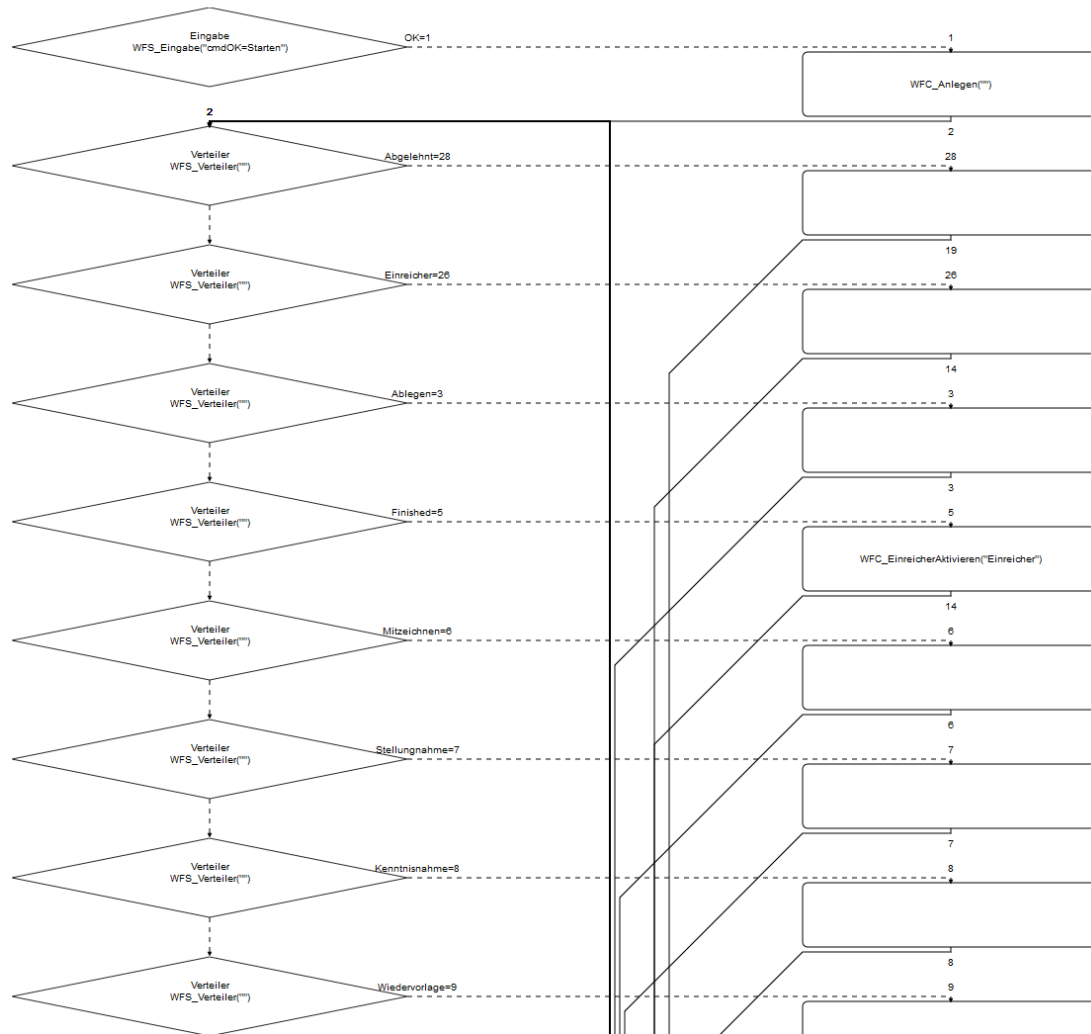 Eingabe
WFS_Eingabe("cmdOK=Starten")
OK=1
1
WFC_Anlegen("")
2
2
Verteiler
WFS_Verteiler("")
Abgelehnt=28
28
19
Verteiler
WFS_Verteiler("")
Einreicher=26
26
14
Verteiler
WFS_Verteiler("")
Ablegen=3
3
3
Verteiler
WFS_Verteiler("")
Finished=5
5
WFC_EinreicherAktivieren("Einreicher")
14
Verteiler
WFS_Verteiler("")
Mitzeichnen=6
6
6
Verteiler
WFS_Verteiler("")
Stellungnahme=7
7
7
Verteiler
WFS_Verteiler("")
Kenntnisnahme=8
8
8
Verteiler
WFS_Verteiler("")
Wiedervorlage=9
9